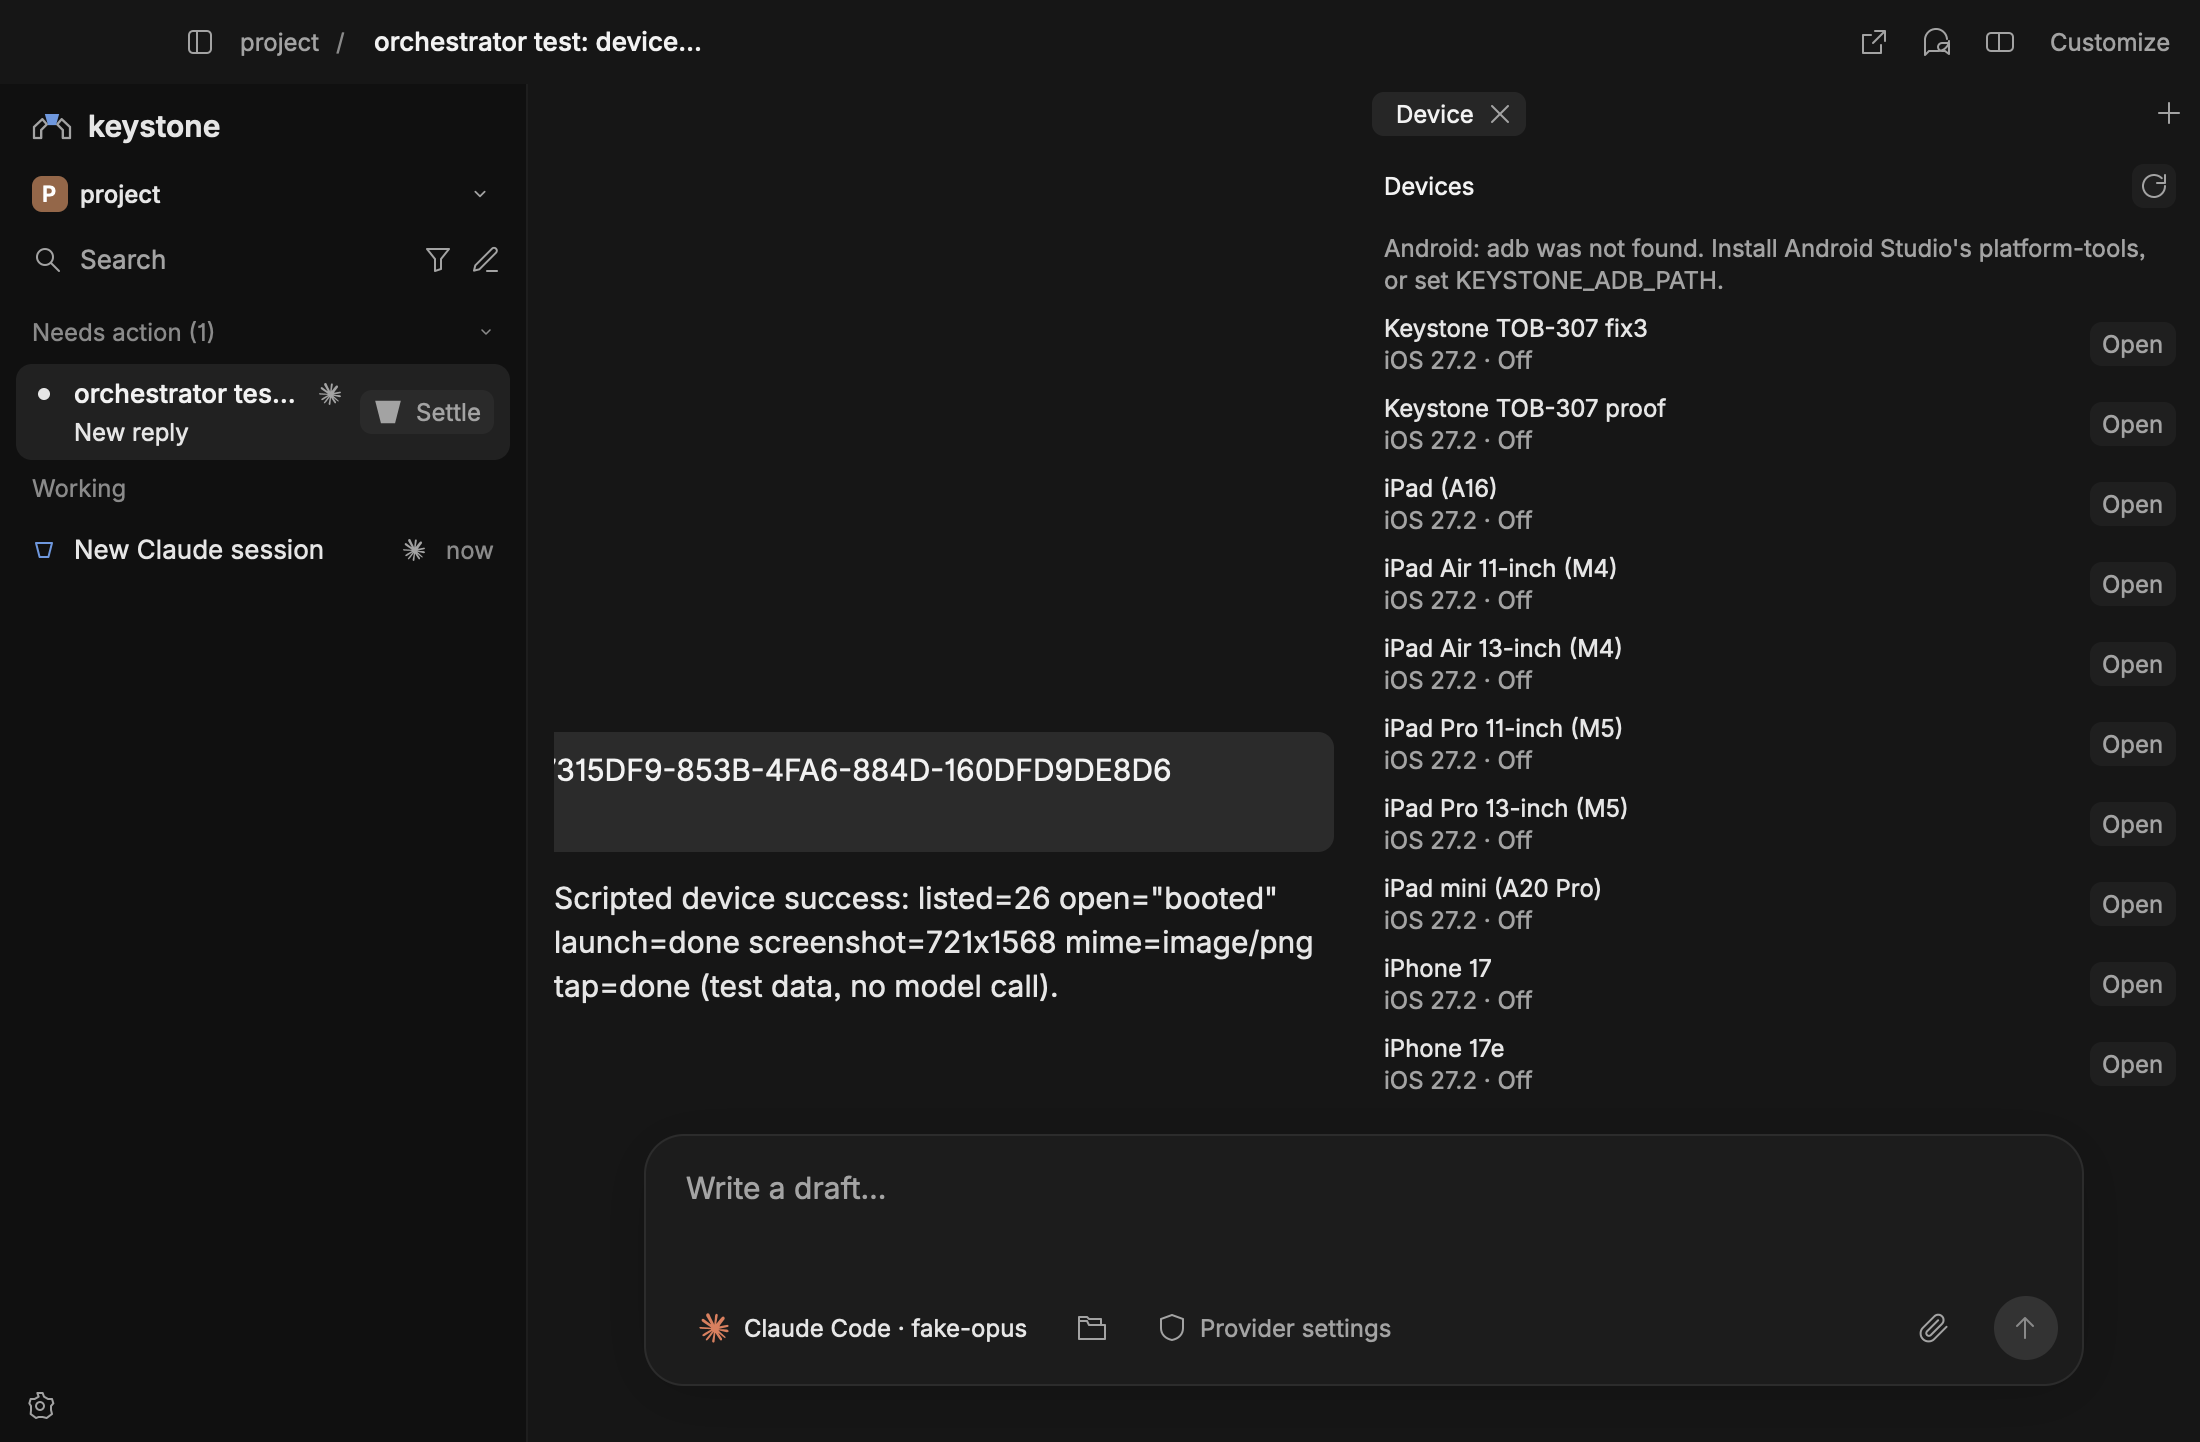 project / orchestrator test: device...
Customize
keystone
P project
Search
Needs action (1)
orchestrator tes...
New reply
Settle
Working
New Claude session now
315DF9-853B-4FA6-884D-160DFD9DE8D6
Scripted device success: listed=26 open="booted"
launch=done screenshot=721x1568 mime=image/png
tap=done (test data, no model call).
Device
Devices
Android: adb was not found. Install Android Studio's platform-tools,
or set KEYSTONE_ADB_PATH.
Keystone TOB-307 fix3
iOS 27.2 · Off
Open
Keystone TOB-307 proof
iOS 27.2 · Off
Open
iPad (A16)
iOS 27.2 · Off
Open
iPad Air 11-inch (M4)
iOS 27.2 · Off
Open
iPad Air 13-inch (M4)
iOS 27.2 · Off
Open
iPad Pro 11-inch (M5)
iOS 27.2 · Off
Open
iPad Pro 13-inch (M5)
iOS 27.2 · Off
Open
iPad mini (A20 Pro)
iOS 27.2 · Off
Open
iPhone 17
iOS 27.2 · Off
Open
iPhone 17e
iOS 27.2 · Off
Open
Write a draft...
Claude Code · fake-opus
Provider settings